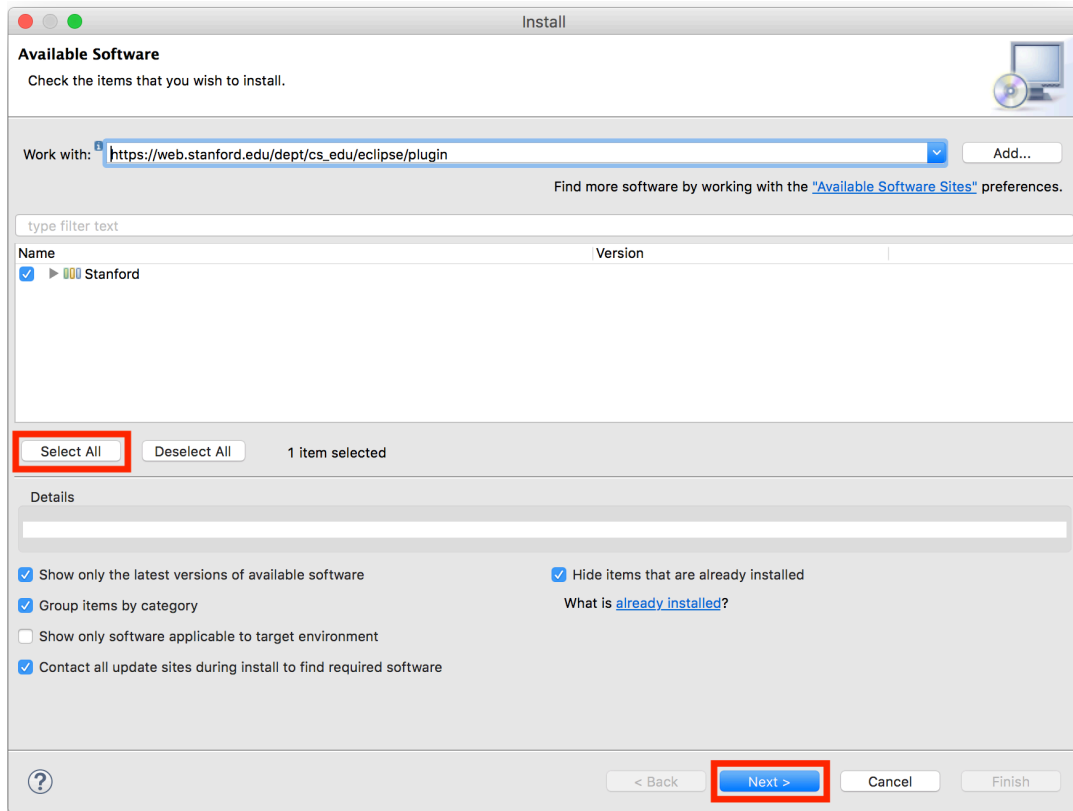 Install
Available Software
Check the items that you wish to install.
Work with: https://web.stanford.edu/dept/cs_edu/eclipse/plugin Add...
Find more software by working with the "Available Software Sites" preferences.
type filter text
Name Version
Stanford
Select All Deselect All 1 item selected
Details
Show only the latest versions of available software Hide items that are already installed
Group items by category What is already installed?
Show only software applicable to target environment
Contact all update sites during install to find required software
? < Back Next > Cancel Finish